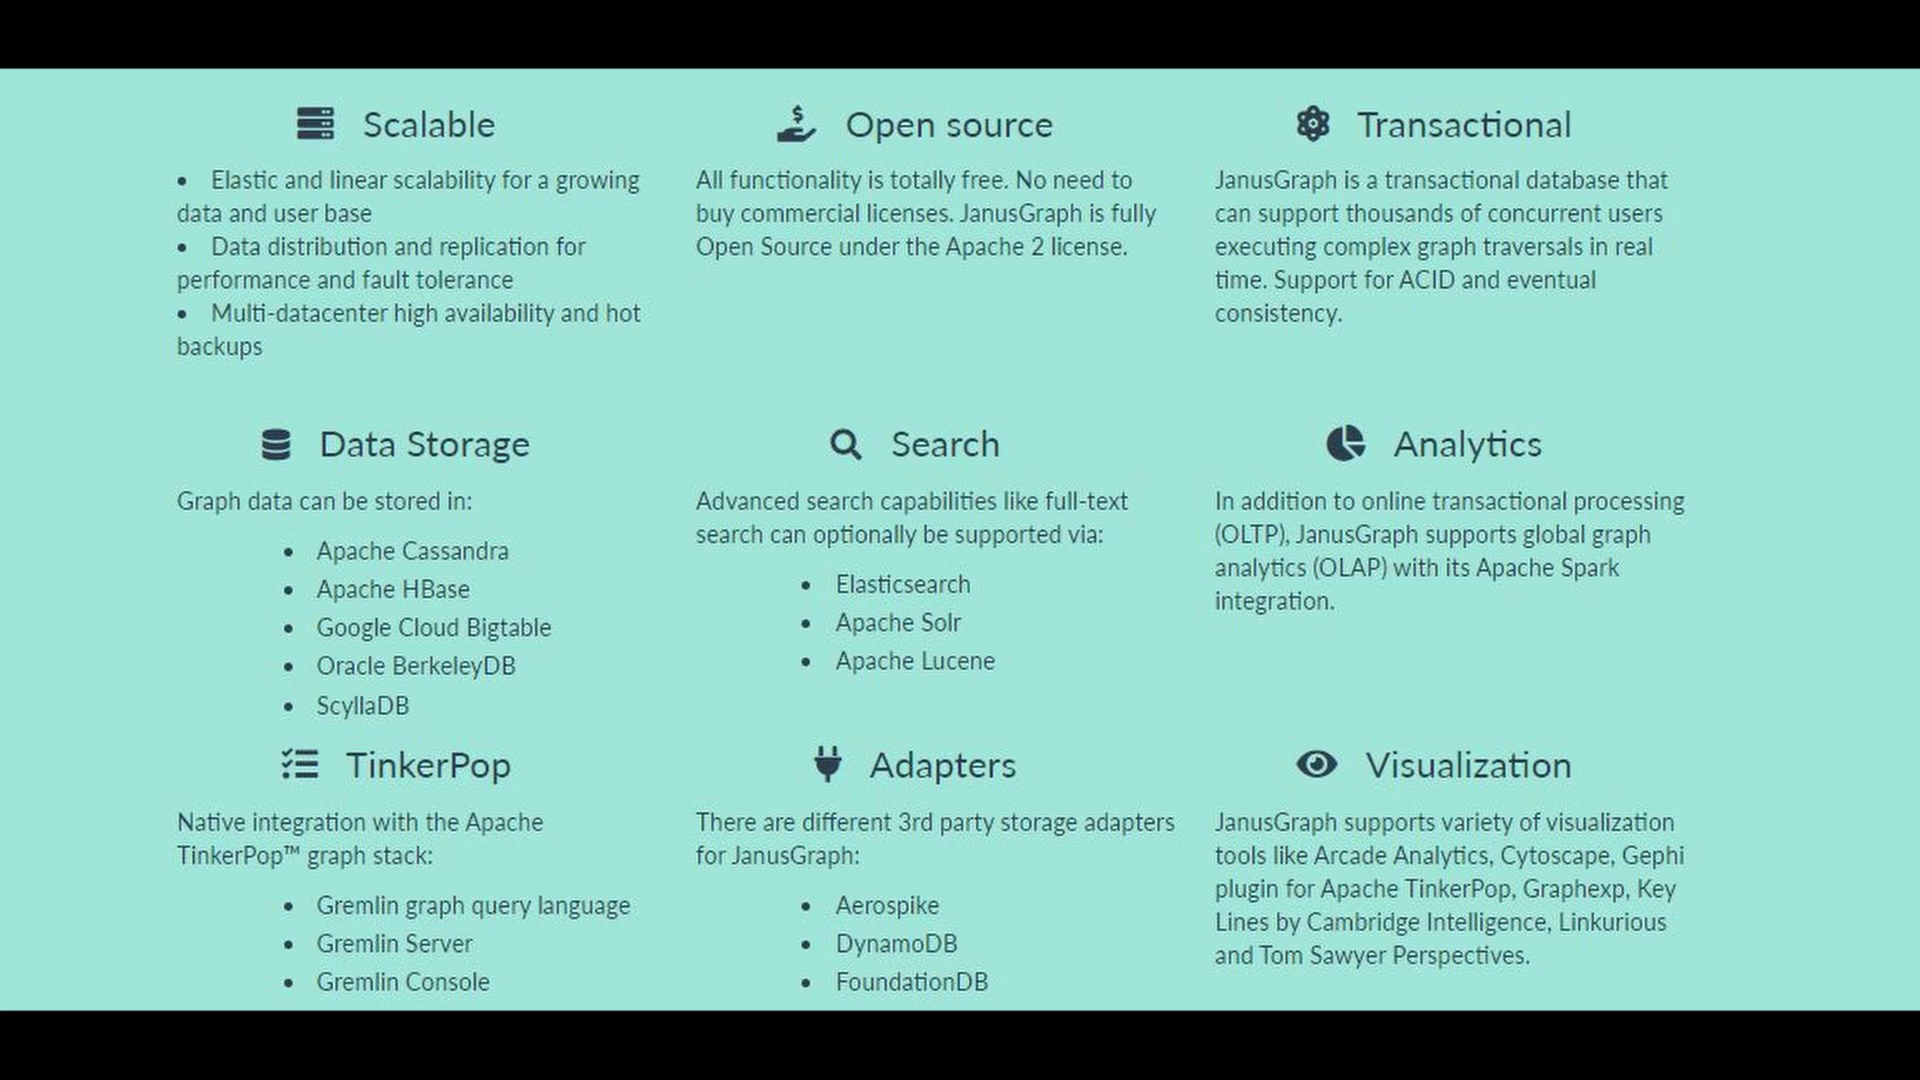 Scalable
• Elastic and linear scalability for a growing
data and user base
• Data distribution and replication for
performance and fault tolerance
• Multi-datacenter high availability and hot
backups
Open source
All functionality is totally free. No need to
buy commercial licenses. JanusGraph is fully
Open Source under the Apache 2 license.
Transactional
JanusGraph is a transactional database that
can support thousands of concurrent users
executing complex graph traversals in real
time. Support for ACID and eventual
consistency.
Data Storage
Graph data can be stored in:
• Apache Cassandra
• Apache HBase
• Google Cloud Bigtable
• Oracle BerkeleyDB
• ScyllaDB
Search
Advanced search capabilities like full-text
search can optionally be supported via:
• Elasticsearch
• Apache Solr
• Apache Lucene
Analytics
In addition to online transactional processing
(OLTP), JanusGraph supports global graph
analytics (OLAP) with its Apache Spark
integration.
TinkerPop
Native integration with the Apache
TinkerPop™ graph stack:
• Gremlin graph query language
• Gremlin Server
• Gremlin Console
Adapters
There are different 3rd party storage adapters
for JanusGraph:
• Aerospike
• DynamoDB
• FoundationDB
Visualization
JanusGraph supports variety of visualization
tools like Arcade Analytics, Cytoscape, Gephi
plugin for Apache TinkerPop, Graphexp, Key
Lines by Cambridge Intelligence, Linkurious
and Tom Sawyer Perspectives.